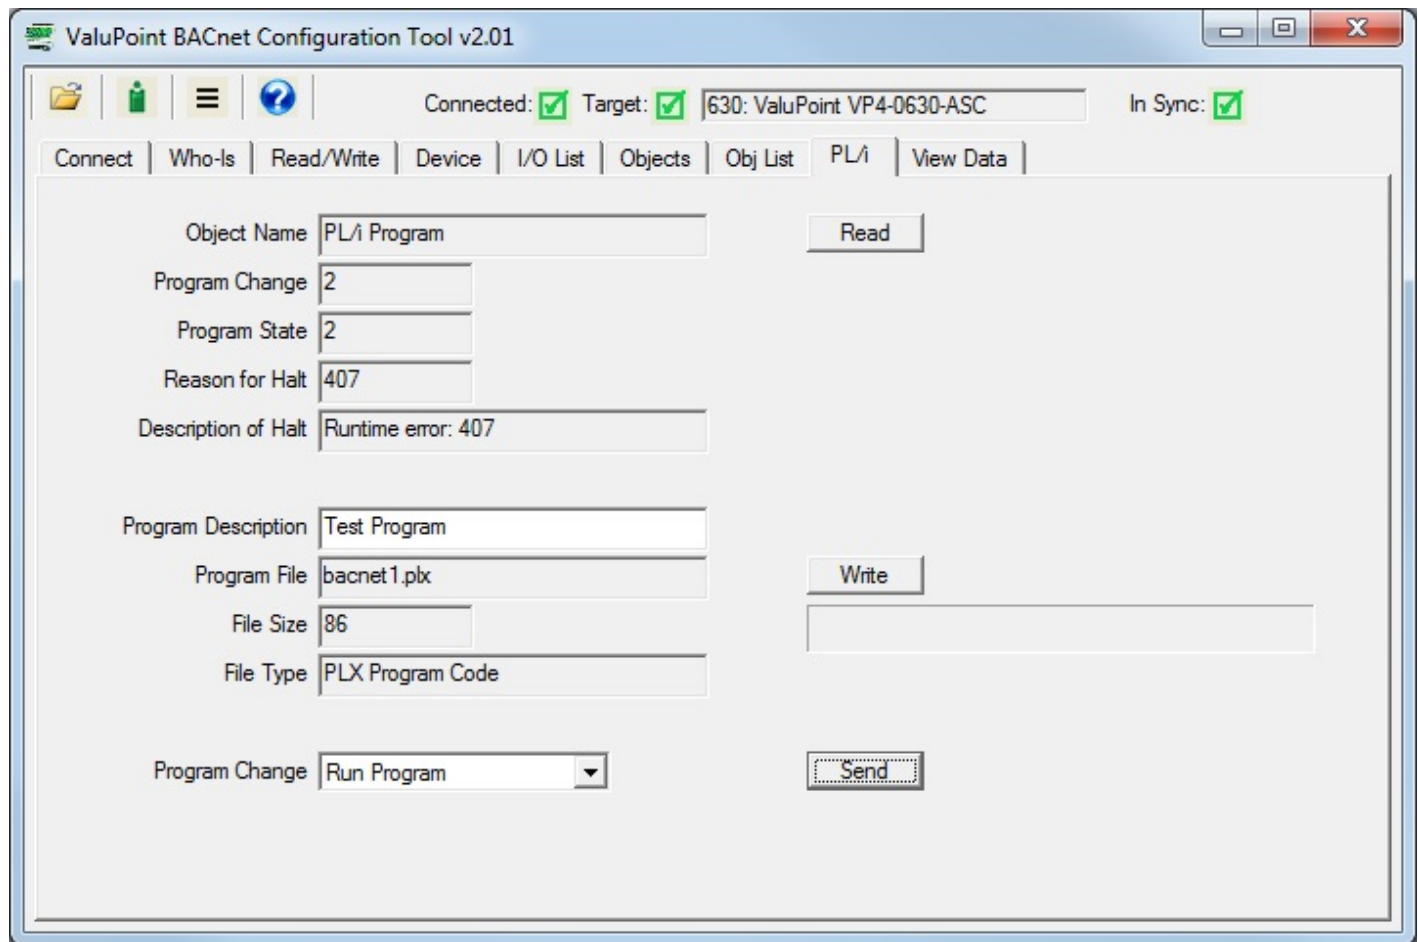 ValuPoint BACnet Configuration Tool v2.01
Connected: Target: 630: ValuPoint VP4-0630-ASC In Sync:
Connect Who-Is Read/Write Device I/O List Objects Obj List PL/i View Data
Object Name PL/i Program Read
Program Change 2
Program State 2
Reason for Halt 407
Description of Halt Runtime error: 407
Program Description Test Program
Program File bacnet1.plx Write
File Size 86
File Type PLX Program Code
Program Change Run Program Send